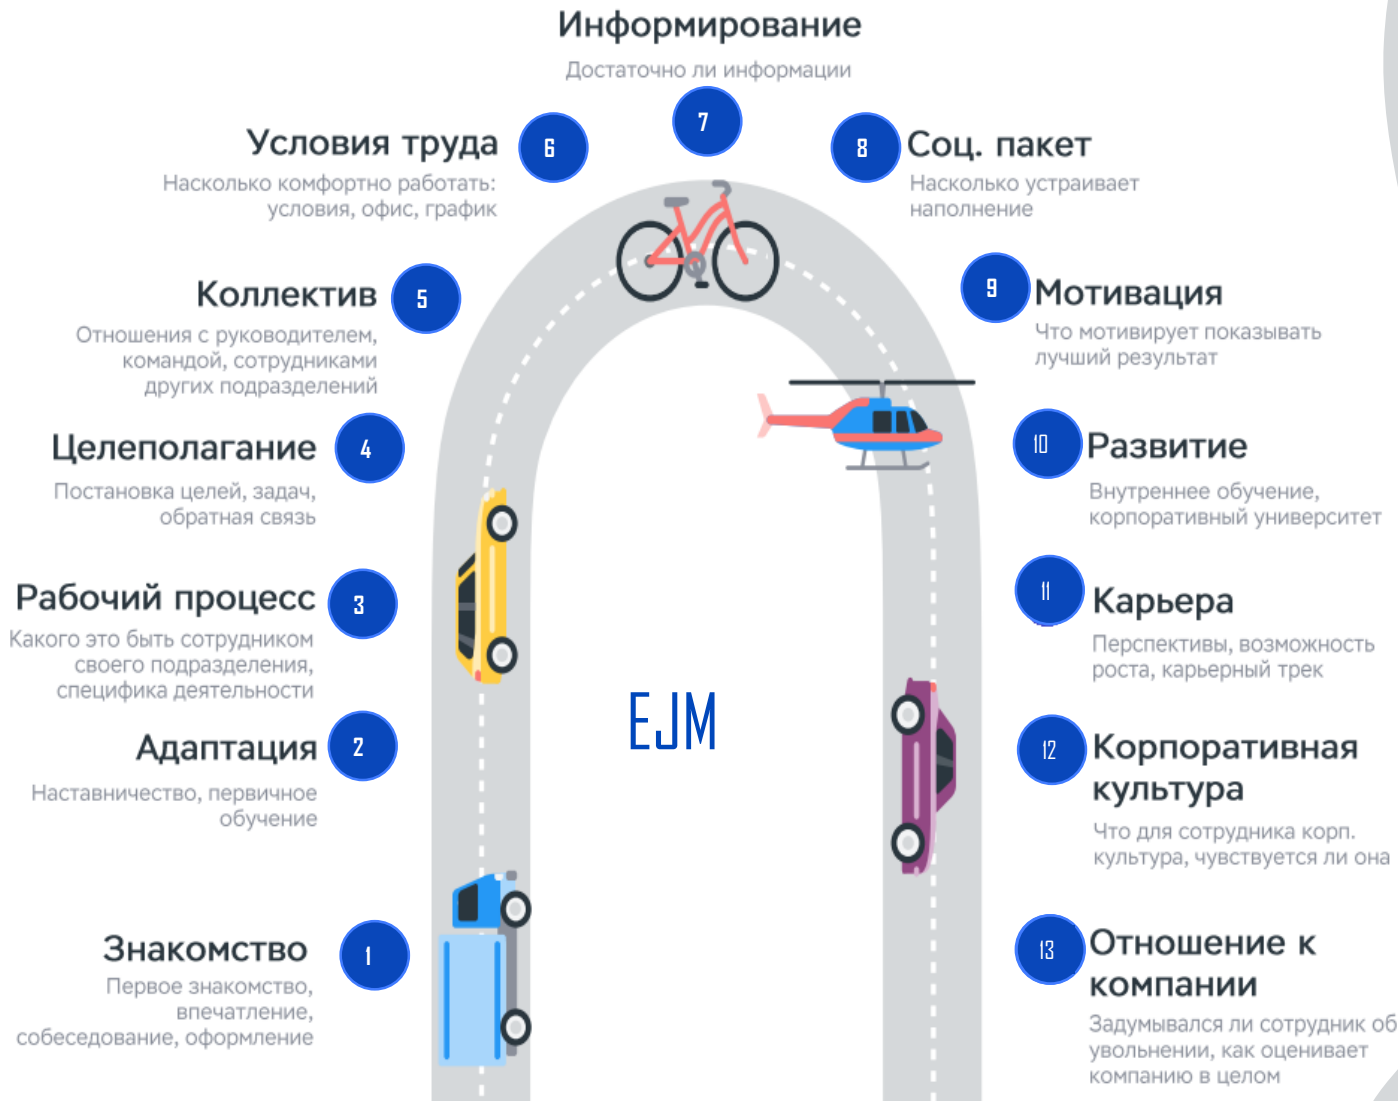 Информирование
Достаточно ли информации
7
Условия труда
6
Насколько комфортно работать:
условия, офис, график
8
Соц. пакет
Насколько устраивает
наполнение
Коллектив
5
Отношения с руководителем,
командой, сотрудниками
других подразделений
9
Мотивация
Что мотивирует показывать
лучший результат
Целеполагание
4
Постановка целей, задач,
обратная связь
10
Развитие
Внутреннее обучение,
корпоративный университет
Рабочий процесс
3
Какого это быть сотрудником
своего подразделения,
специфика деятельности
11
Карьера
Перспективы, возможность
роста, карьерный трек
EJM
Адаптация
2
Наставничество, первичное
обучение
12
Корпоративная
культура
Что для сотрудника корп.
культура, чувствуется ли она
Знакомство
1
Первое знакомство,
впечатление,
собеседование, оформление
13
Отношение к
компании
Задумывался ли сотрудник об
увольнении, как оценивает
компанию в целом